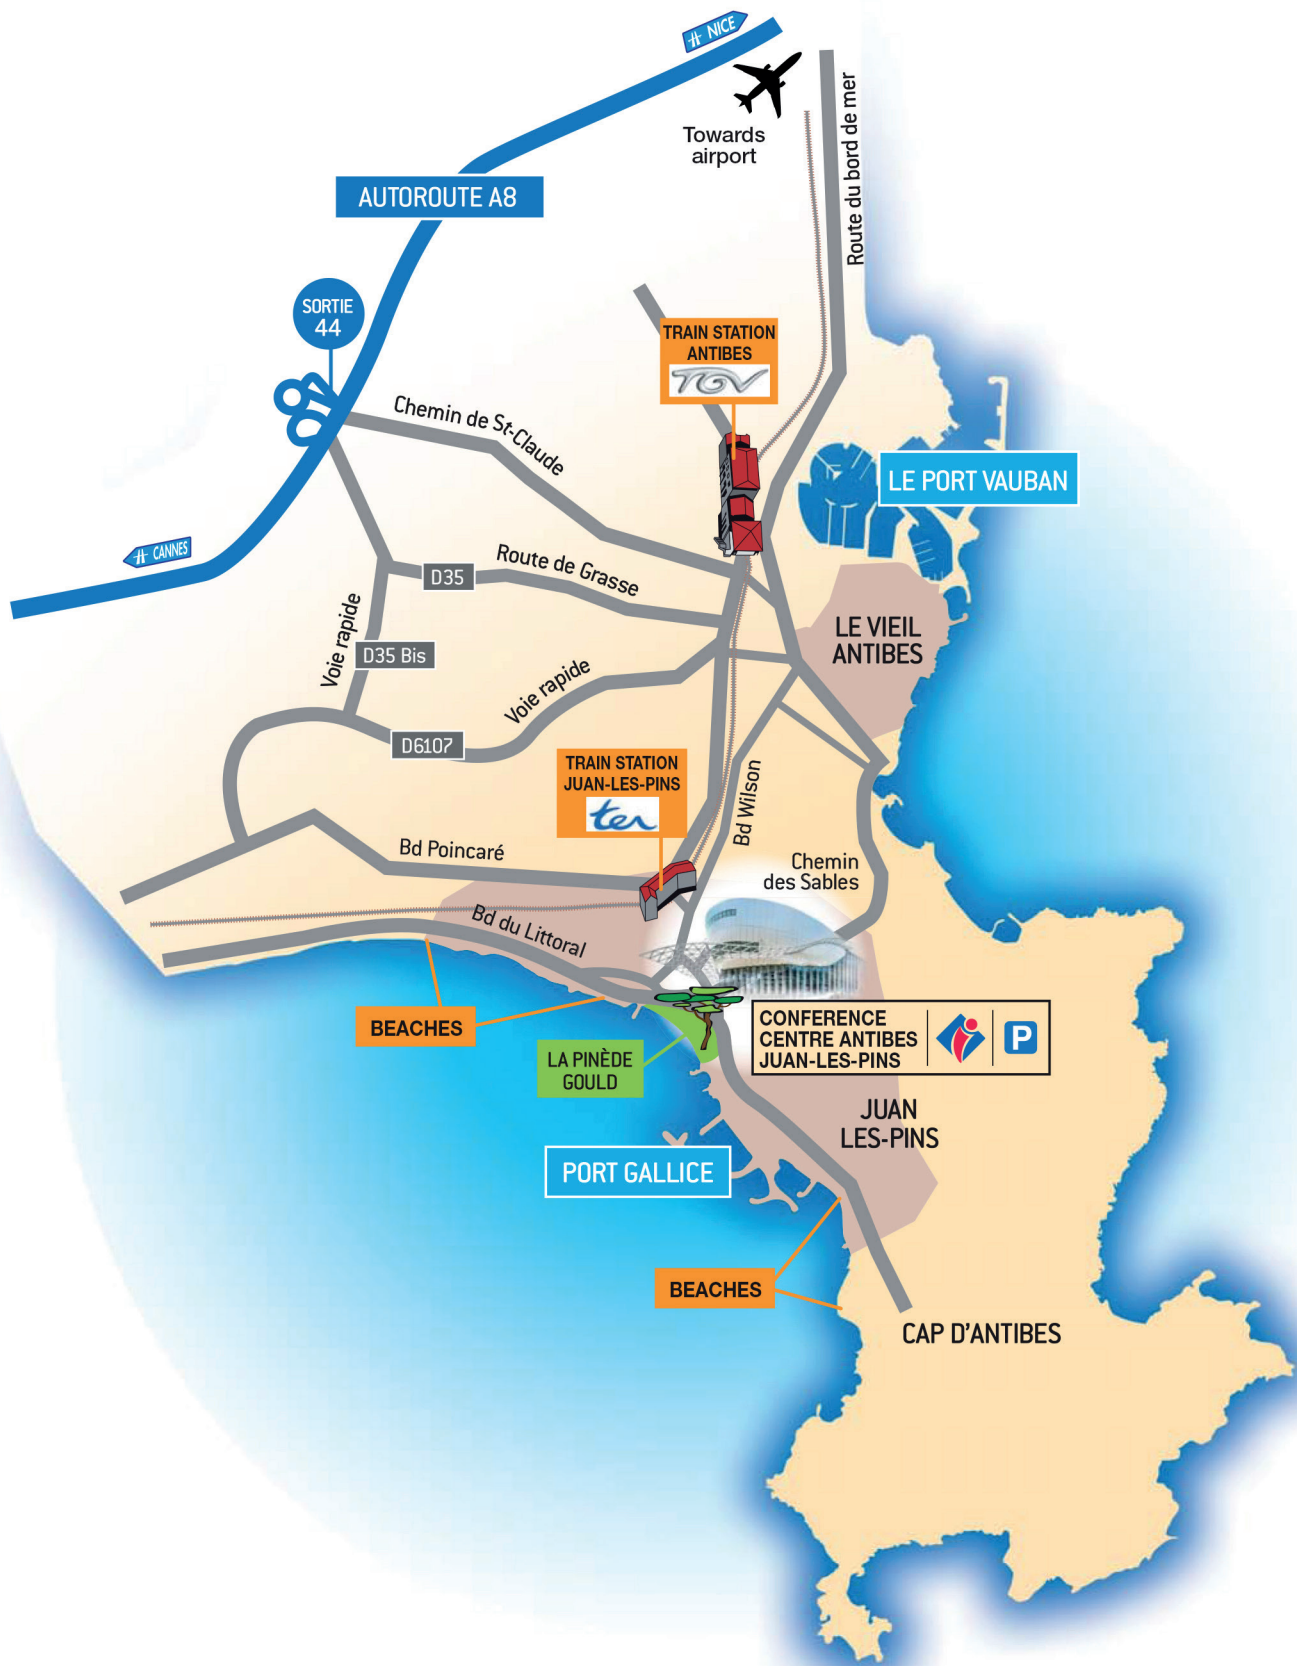 NICE
Towards
airport
Route du bord de mer
AUTOROUTE A8
SORTIE
44
TRAIN STATION
ANTIBES
TGV
Chemin de St-Claude
LE PORT VAUBAN
CANNES
D35
Route de Grasse
LE VIEIL
ANTIBES
Voie rapide
D35 Bis
Voie rapide
D6107
TRAIN STATION
JUAN-LES-PINS
ter
Bd Wilson
Bd Poincaré
Chemin
des Sables
Bd du Littoral
BEACHES
CONFERENCE
CENTRE ANTIBES
JUAN-LES-PINS
P
LA PINÈDE
GOULD
JUAN
LES-PINS
PORT GALLICE
BEACHES
CAP D'ANTIBES